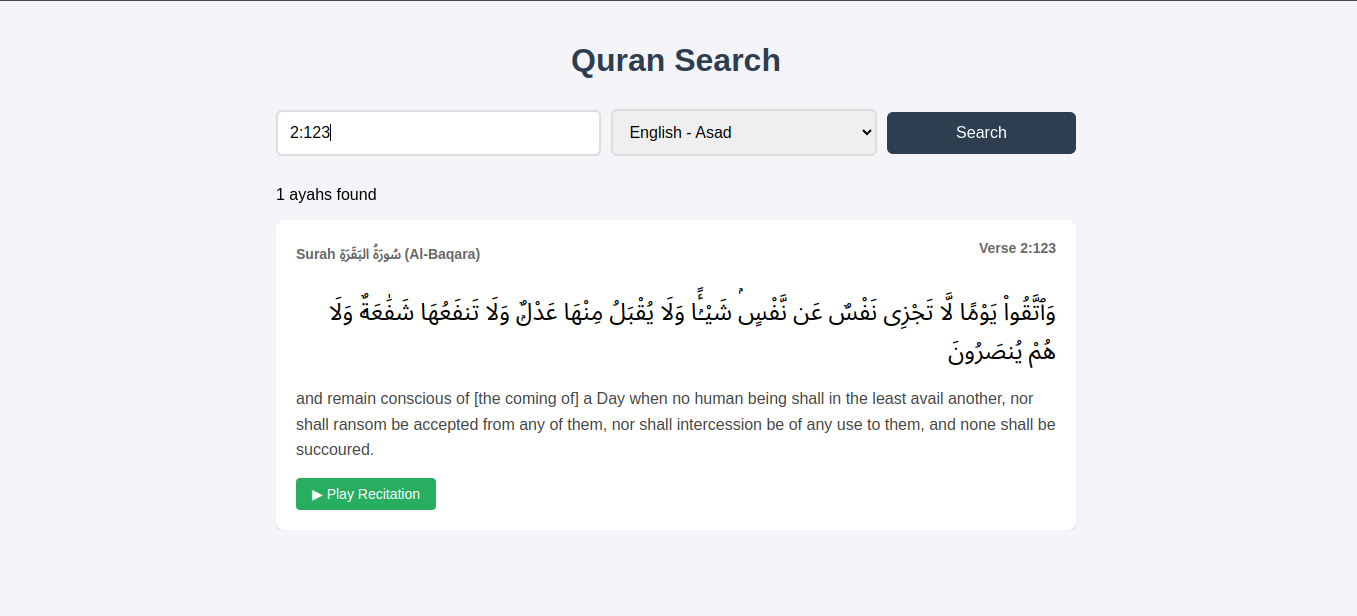 Quran Search
2:123
English - Asad
Search
1 ayahs found
Surah سُورَةُ البَقَرَةِ (Al-Baqara)
Verse 2:123
وَٱتَّقُوا۟ يَوْمًا لَّا تَجْزِى نَفْسٌ عَن نَّفْسٍۢ شَيْـًۭٔا وَلَا يُقْبَلُ مِنْهَا عَدْلٌۭ وَلَا تَنفَعُهَا شَفَـٰعَةٌۭ وَلَا
هُمْ يُنصَرُونَ
and remain conscious of [the coming of] a Day when no human being shall in the least avail another, nor
shall ransom be accepted from any of them, nor shall intercession be of any use to them, and none shall be
succoured.
▶ Play Recitation